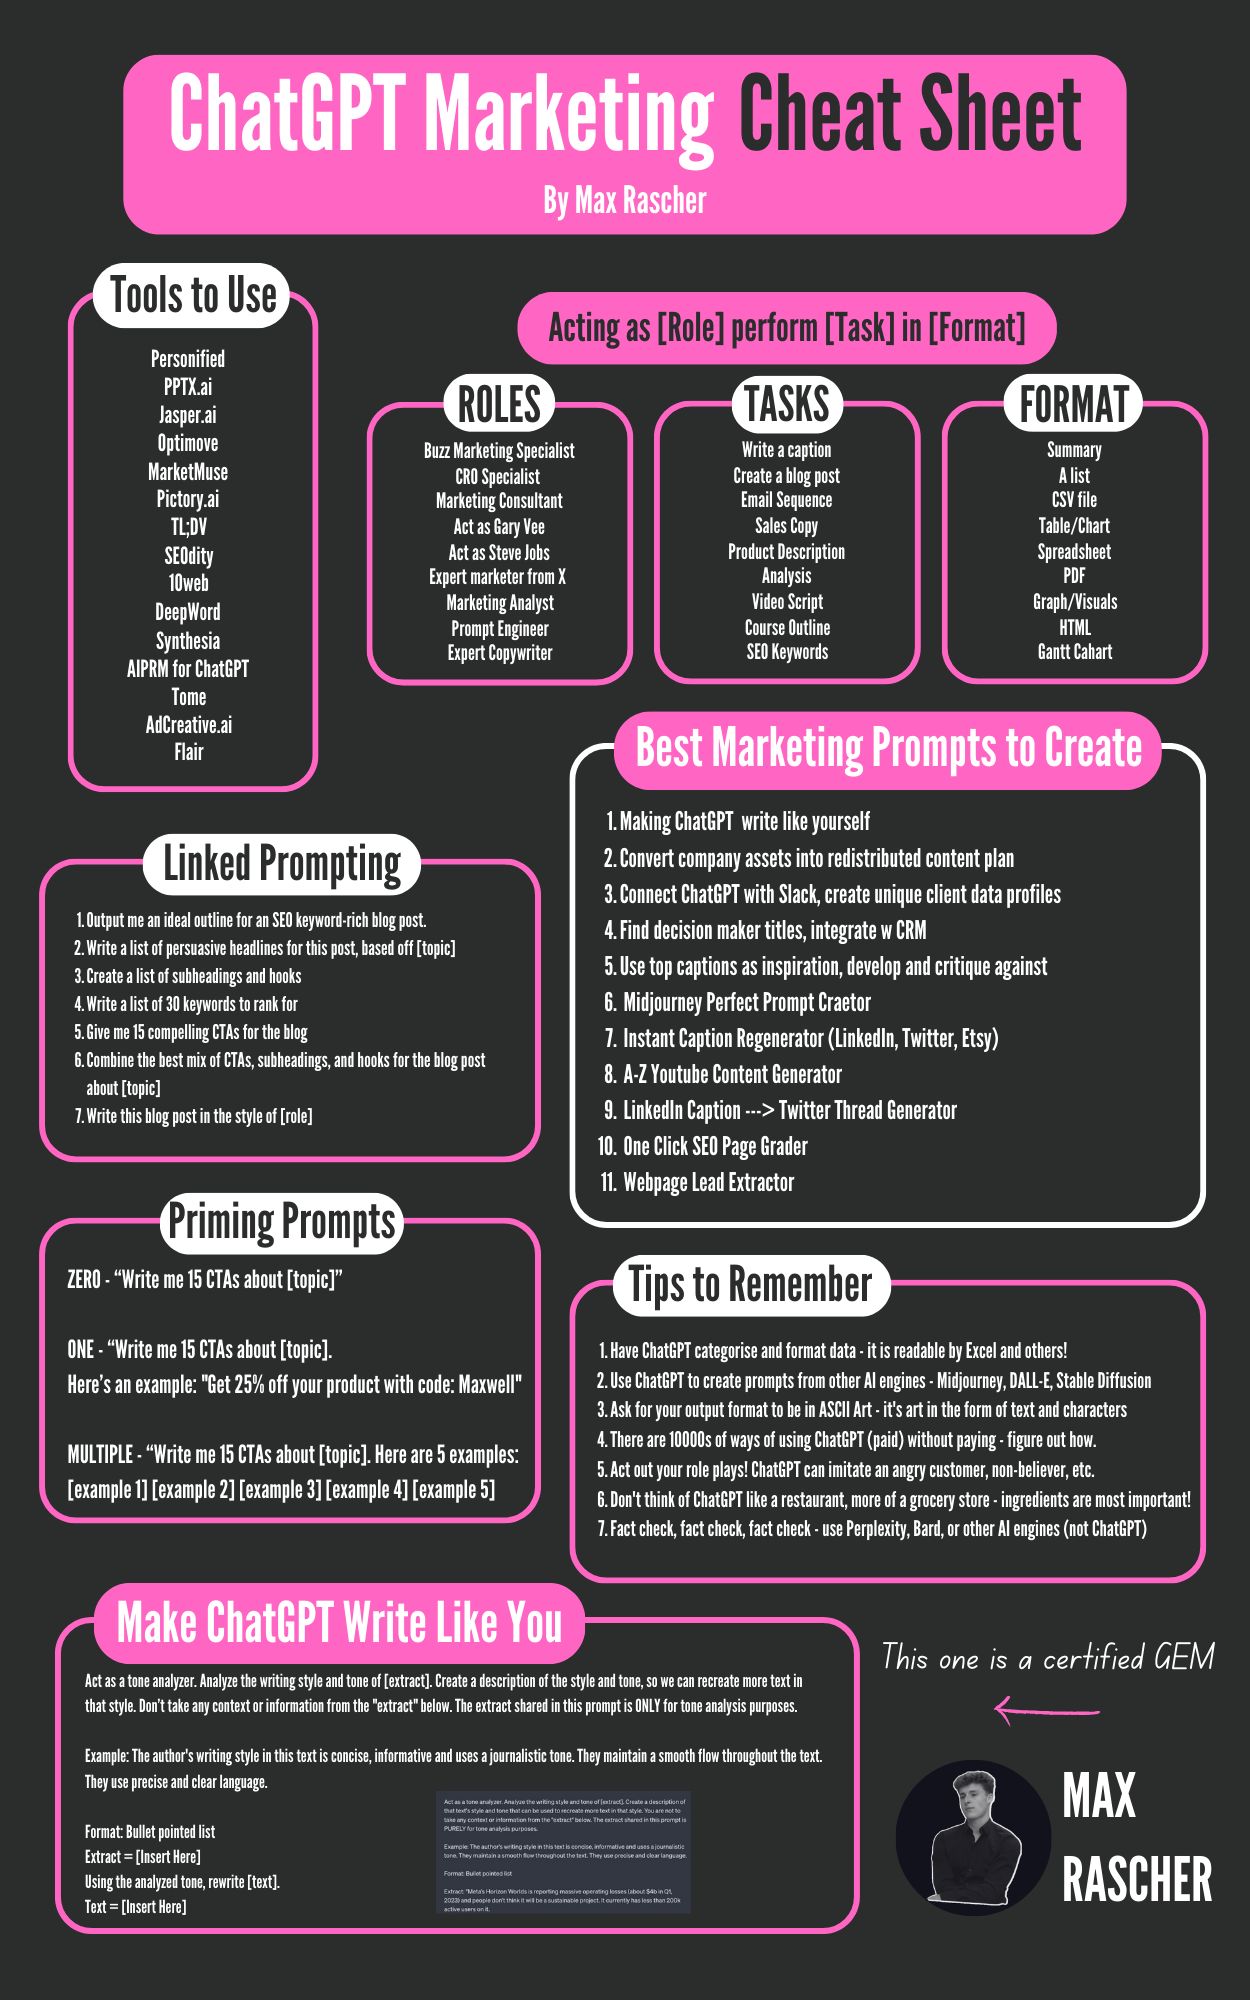 ChatGPT Marketing Cheat Sheet
By Max Rascher
Tools to Use
Personified
PPTX.ai
Jasper.ai
Optimove
MarketMuse
Pictory.ai
TL;DV
SEOdity
10web
DeepWord
Synthesia
AIPRM for ChatGPT
Tome
AdCreative.ai
Flair
Acting as [Role] perform [Task] in [Format]
ROLES
Buzz Marketing Specialist
CRO Specialist
Marketing Consultant
Act as Gary Vee
Act as Steve Jobs
Expert marketer from X
Marketing Analyst
Prompt Engineer
Expert Copywriter
TASKS
Write a caption
Create a blog post
Email Sequence
Sales Copy
Product Description
Analysis
Video Script
Course Outline
SEO Keywords
FORMAT
Summary
A list
CSV file
Table/Chart
Spreadsheet
PDF
Graph/Visuals
HTML
Gantt Cahart
Best Marketing Prompts to Create
1. Making ChatGPT write like yourself
2. Convert company assets into redistributed content plan
3. Connect ChatGPT with Slack, create unique client data profiles
4. Find decision maker titles, integrate w CRM
5. Use top captions as inspiration, develop and critique against
6. Midjourney Perfect Prompt Craetor
7. Instant Caption Regenerator (LinkedIn, Twitter, Etsy)
8. A-Z Youtube Content Generator
9. LinkedIn Caption ---> Twitter Thread Generator
10. One Click SEO Page Grader
11. Webpage Lead Extractor
Linked Prompting
1. Output me an ideal outline for an SEO keyword-rich blog post.
2. Write a list of persuasive headlines for this post, based off [topic]
3. Create a list of subheadings and hooks
4. Write a list of 30 keywords to rank for
5. Give me 15 compelling CTAs for the blog
6. Combine the best mix of CTAs, subheadings, and hooks for the blog post
about [topic]
7. Write this blog post in the style of [role]
Priming Prompts
ZERO - “Write me 15 CTAs about [topic]”
ONE - “Write me 15 CTAs about [topic].
Here’s an example: "Get 25% off your product with code: Maxwell"
MULTIPLE - “Write me 15 CTAs about [topic]. Here are 5 examples:
[example 1] [example 2] [example 3] [example 4] [example 5]
Tips to Remember
1. Have ChatGPT categorise and format data - it is readable by Excel and others!
2. Use ChatGPT to create prompts from other AI engines - Midjourney, DALL-E, Stable Diffusion
3. Ask for your output format to be in ASCII Art - it's art in the form of text and characters
4. There are 10000s of ways of using ChatGPT (paid) without paying - figure out how.
5. Act out your role plays! ChatGPT can imitate an angry customer, non-believer, etc.
6. Don't think of ChatGPT like a restaurant, more of a grocery store - ingredients are most important!
7. Fact check, fact check, fact check - use Perplexity, Bard, or other AI engines (not ChatGPT)
Make ChatGPT Write Like You
Act as a tone analyzer. Analyze the writing style and tone of [extract]. Create a description of the style and tone, so we can recreate more text in
that style. Don’t take any context or information from the "extract" below. The extract shared in this prompt is ONLY for tone analysis purposes.
Example: The author's writing style in this text is concise, informative and uses a journalistic tone. They maintain a smooth flow throughout the text.
They use precise and clear language.
Format: Bullet pointed list
Extract = [Insert Here]
Using the analyzed tone, rewrite [text].
Text = [Insert Here]
Act as a tone analyzer. Analyze the writing style and tone of [extract]. Create a description of
that text's style and tone that can be used to recreate more text in that style. You are not to
take any context or information from the "extract" below. The extract shared in this prompt is
PURELY for tone analysis purposes.
Example: The author's writing style in this text is concise, informative and uses a journalistic
tone. They maintain a smooth flow throughout the text. They use precise and clear language.
Format: Bullet pointed list
Extract: "Meta's Horizon Worlds is reporting massive operating losses (about $4b in Q1,
2023) and people don't think it will be a sustainable project. It currently has less than 200k
active users on it.
This one is a certified GEM
MAX
RASCHER